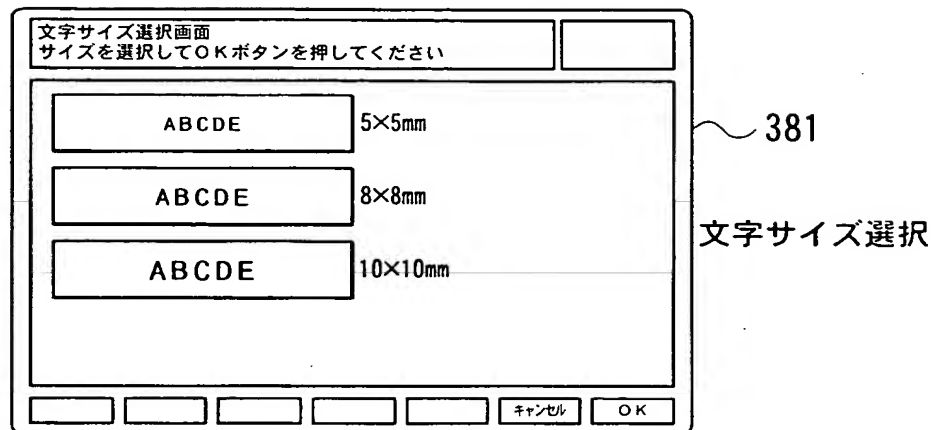 文字サイズ選択画面
サイズを選択してOKボタンを押してください
ABCDE 5×5mm
381
ABCDE 8×8mm
文字サイズ選択
ABCDE 10×10mm
キャンセル OK